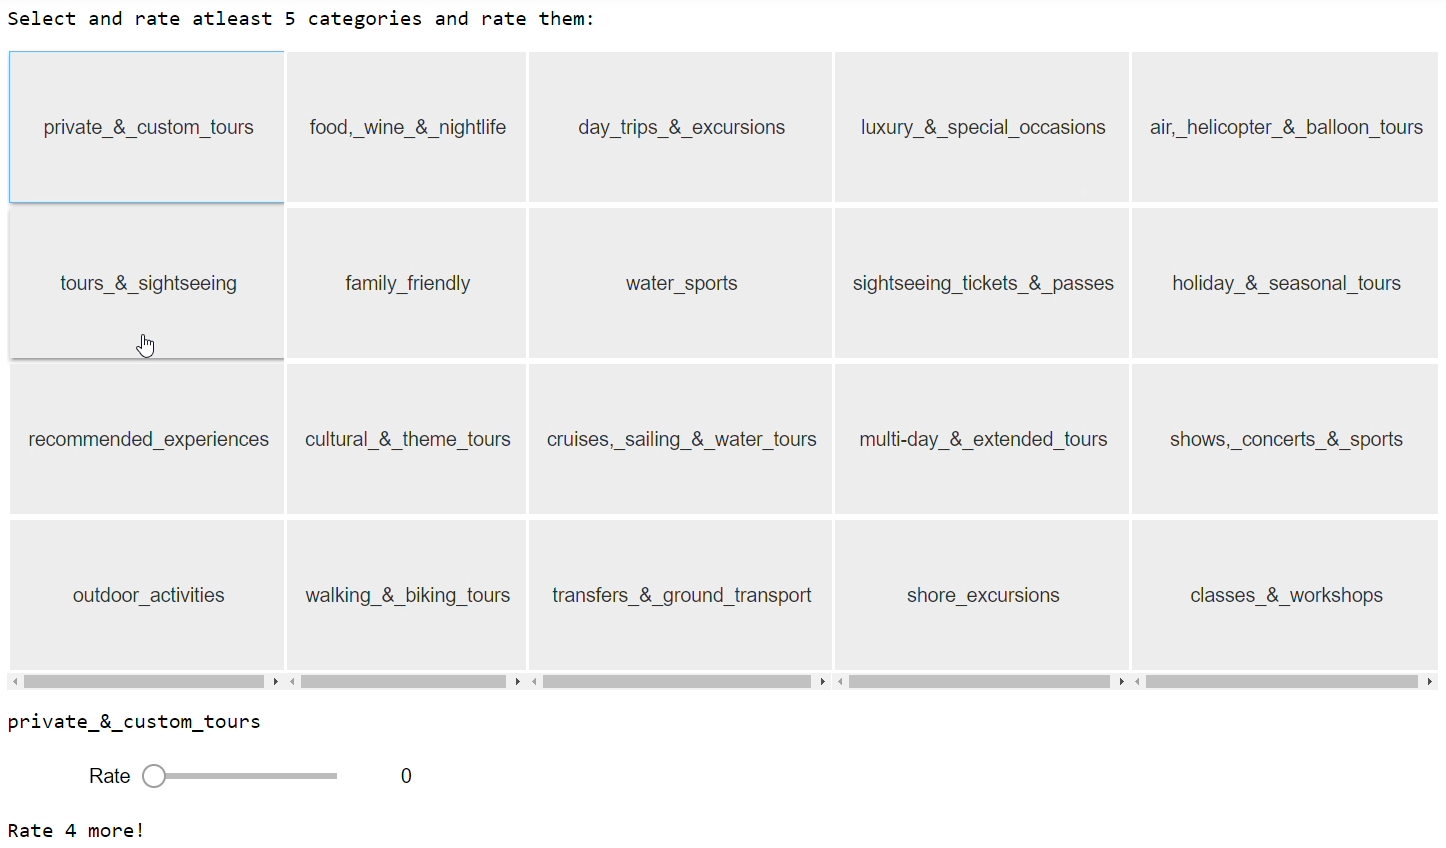 Select and rate atleast 5 categories and rate them:
private_&_custom_tours food,_wine_&_nightlife day_trips_&_excursions luxury_&_special_occasions air,_helicopter_&_balloon_tours
tours_&_sightseeing family_friendly water_sports sightseeing_tickets_&_passes holiday_&_seasonal_tours
recommended_experiences cultural_&_theme_tours cruises,_sailing_&_water_tours multi-day_&_extended_tours shows,_concerts_&_sports
outdoor_activities walking_&_biking_tours transfers_&_ground_transport shore_excursions classes_&_workshops
private_&_custom_tours
Rate 0
Rate 4 more!